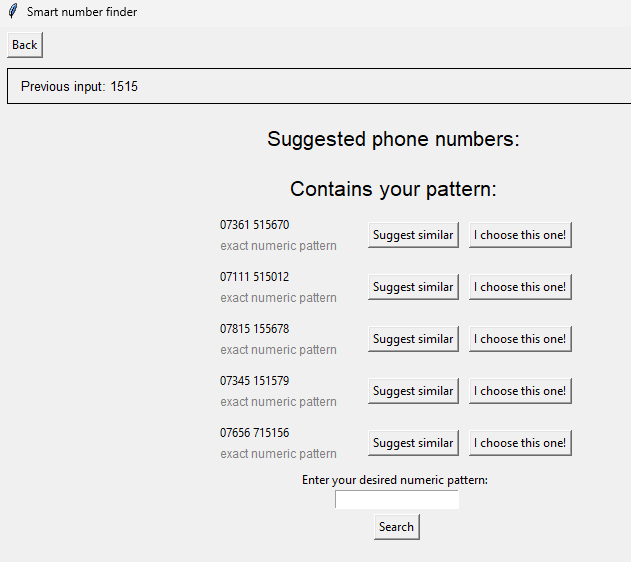 Smart number finder
Back
Previous input: 1515
Suggested phone numbers:
Contains your pattern:
07361 515670
exact numeric pattern
Suggest similar
I choose this one!
07111 515012
exact numeric pattern
Suggest similar
I choose this one!
07815 155678
exact numeric pattern
Suggest similar
I choose this one!
07345 151579
exact numeric pattern
Suggest similar
I choose this one!
07656 715156
exact numeric pattern
Suggest similar
I choose this one!
Enter your desired numeric pattern:
Search